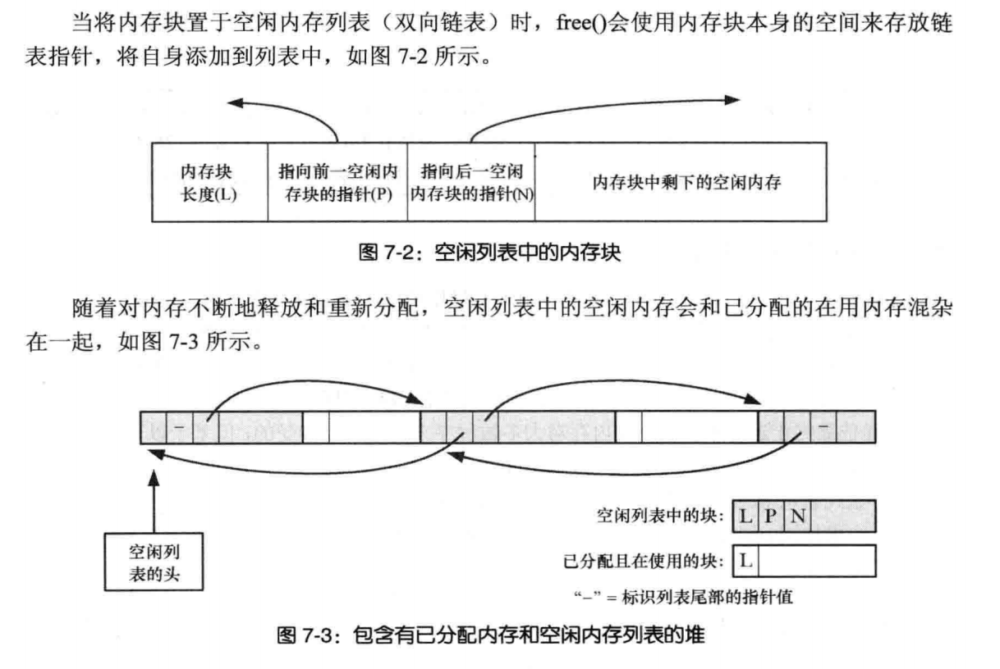 当将内存块置于空闲内存列表（双向链表）时，free()会使用内存块本身的空间来存放链
表指针，将自身添加到列表中，如图 7-2 所示。
内存块
长度(L)
指向前一空闲内
存块的指针(P)
指向后一空闲
内存块的指针(N)
内存块中剩下的空闲内存
图 7-2：空闲列表中的内存块
随着对内存不断地释放和重新分配，空闲列表中的空闲内存会和已分配的在用内存混杂
在一起，如图 7-3 所示。
–
–
空闲列表中的块：
L P N
空闲列
表的头
已分配且在使用的块：
L
“–” = 标识列表尾部的指针值
图 7-3：包含有已分配内存和空闲内存列表的堆